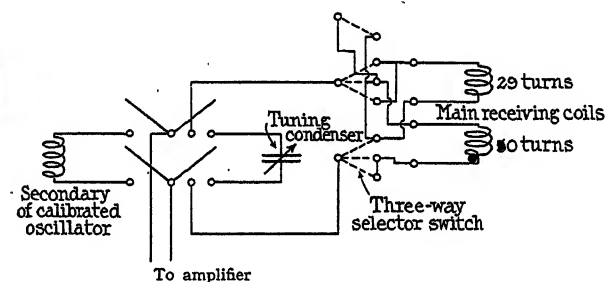 29 turns
Main receiving coils
50 turns
Tuning
condenser
Three-way
selector switch
Secondary
of calibrated
oscillator
To amplifier